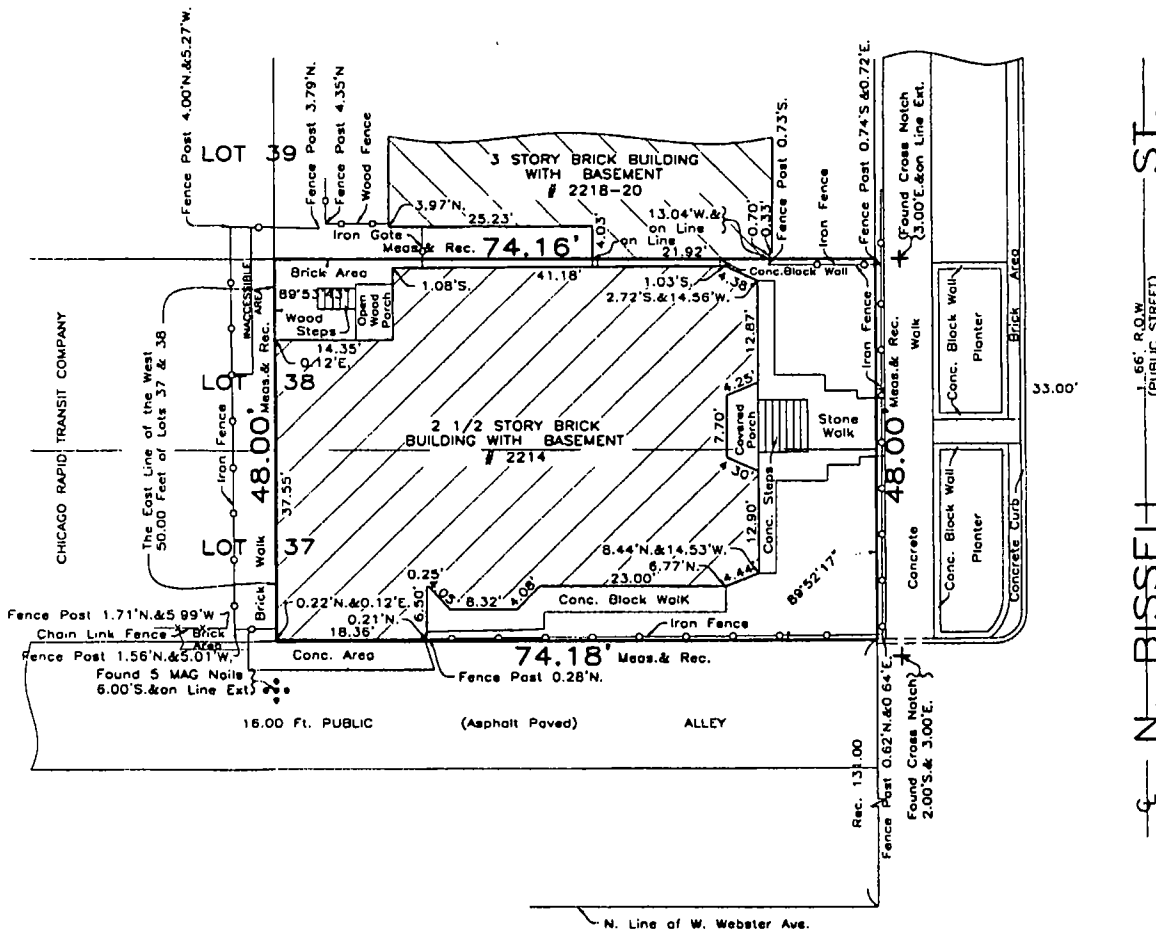 Fence Post 4.00'N.&5.27'W.
LOT 39
Fence Post 3.79'N.
Fence Post 4.35'N
Wood Fence
3 STORY BRICK BUILDING
WITH BASEMENT
# 2218-20
Fence Post 0.73'S.
Fence Post 0.74'S &0.72'E.
Found Cross Notch
3.00'E.&on Line Ext.
3.97'N.
25.23'
Iron Gate
Meas.& Rec.
74.16'
4.03'
13.04'W.&
on Line
on Line
21.92'
0.70'
0.33'
Iron Fence
Brick Area
41.18'
1.08'S.
1.03'S.
4.38'
Conc.Block Wall
2.72'S.&14.56'W.
INACCESSIBLE
AREA
Wood
Steps
Open
Wood
Porch
14.35'
0.12'E.
LOT 38
CHICAGO RAPID TRANSIT COMPANY
The East Line of the West
50.00 Feet of Lots 37 & 38
Iron Fence
48.00'
Meas.& Rec.
37.55'
2 1/2 STORY BRICK
BUILDING WITH BASEMENT
# 2214
12.87'
4.25'
7.70'
Covered
Porch
4.30'
12.90'
Conc. Steps
Stone
Walk
Iron Fence
48.00'
Meas.& Rec.
Walk
Concrete
Conc. Block Wall
Planter
Brick Area
Conc. Block Wall
Planter
Concrete Curb
33.00'
66' R.O.W
(PUBLIC STREET)
N. BISSELL ST.
LOT 37
Brick Walk
0.25'
4.03'
8.32'
4.08'
6.50'
8.44'N.&14.53'W.
6.77'N.
4.44'
23.00'
89°52'17"
Conc. Block Walk
Fence Post 1.71'N.&5.99'W
Chain Link Fence
Brick
Area
0.22'N.&0.12'E.
0.21'N.
18.36'
Iron Fence
Fence Post 1.56'N.&5.01'W.
Conc. Area
74.18'
Meas.& Rec.
Found 5 MAG Nails
6.00'S.&on Line Ext
Fence Post 0.28'N.
16.00 Ft. PUBLIC
(Asphalt Paved)
ALLEY
Rec. 131.00
Fence Post 0.62'N.&0 64'E.
Found Cross Notch
2.00'S.& 3.00'E.
N. Line of W. Webster Ave.